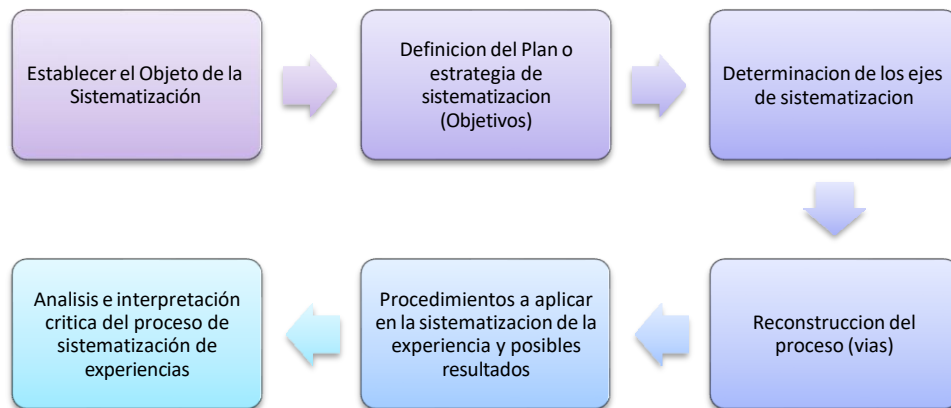 Establecer el Objeto de la
Sistematización
Definicion del Plan o
estrategia de
sistematizacion
(Objetivos)
Determinacion de los ejes
de sistematizacion
Reconstruccion del
proceso (vias)
Procedimientos a aplicar
en la sistematizacion de la
experiencia y posibles
resultados
Analisis e interpretación
critica del proceso de
sistematización de
experiencias